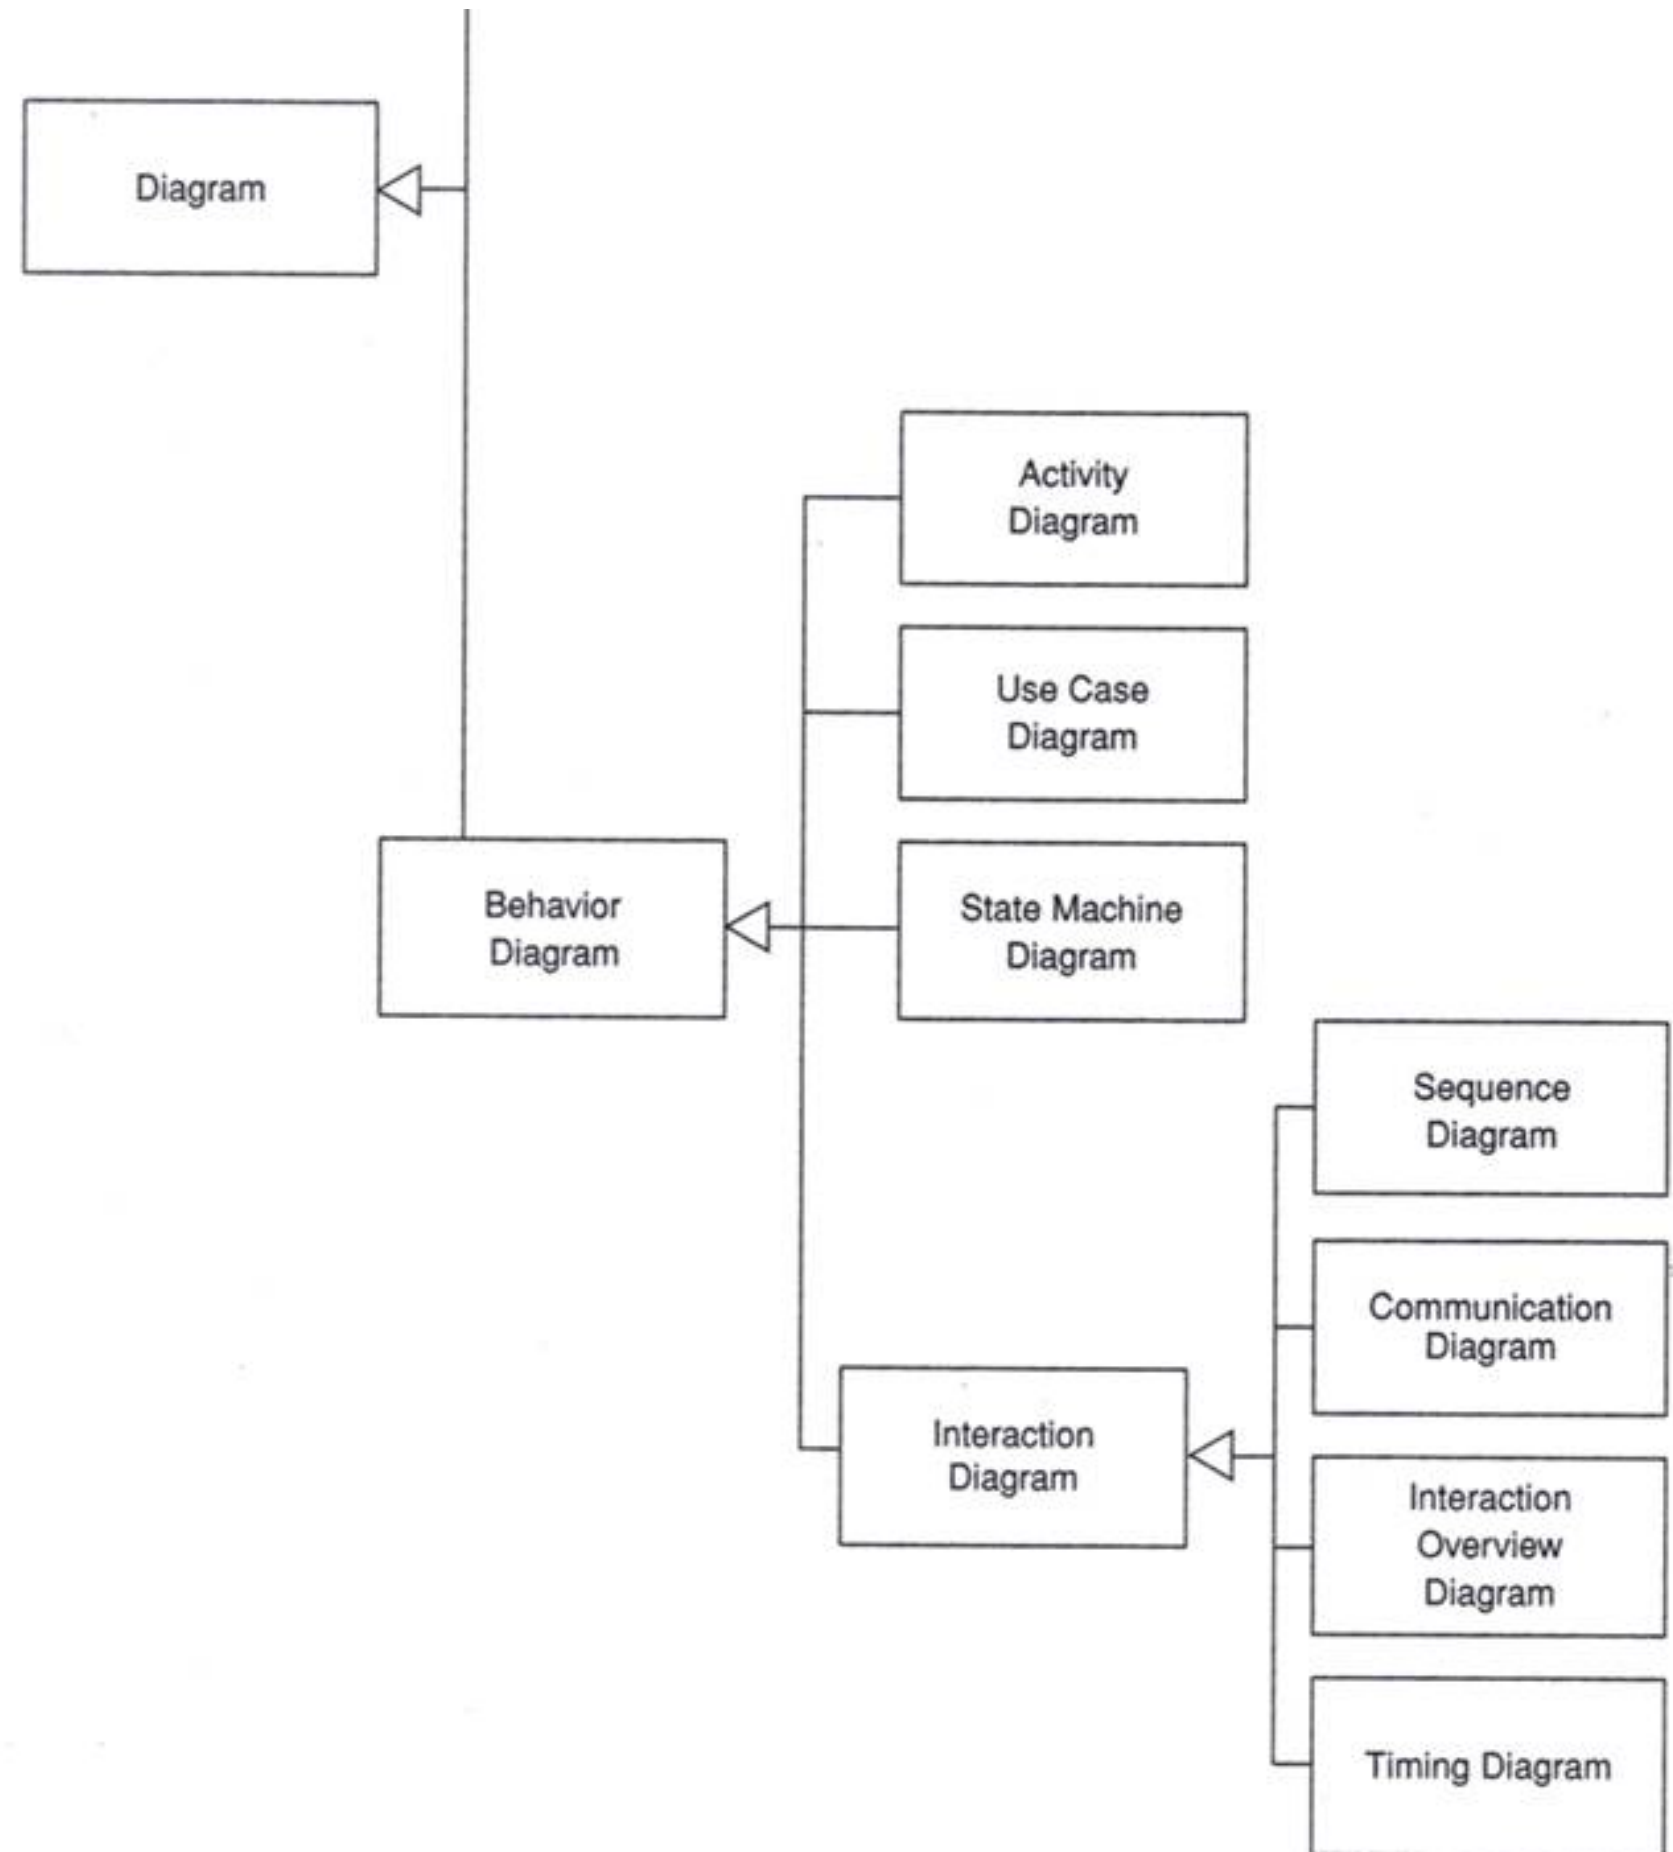 Diagram
Activity
Diagram
Use Case
Diagram
Behavior
Diagram
State Machine
Diagram
Sequence
Diagram
Communication
Diagram
Interaction
Diagram
Interaction
Overview
Diagram
Timing Diagram